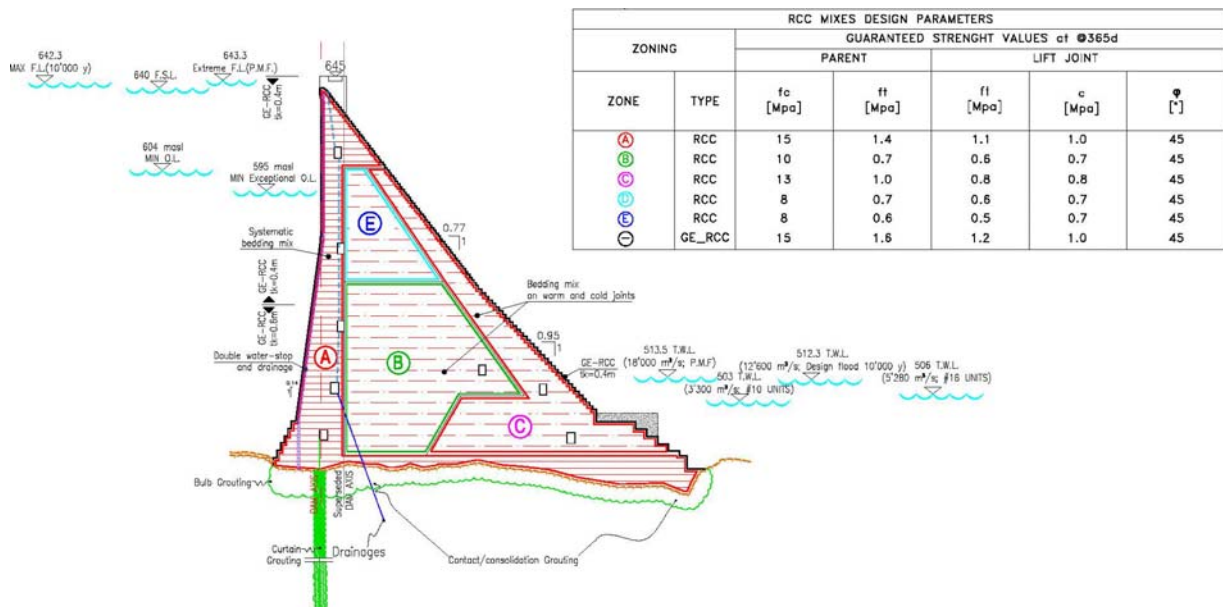 RCC MIXES DESIGN PARAMETERS
ZONING
GUARANTEED STRENGHT VALUES at @365d
PARENT
LIFT JOINT
ZONE TYPE fc [Mpa] ft [Mpa] ft [Mpa] c [Mpa] φ [°]
A RCC 15 1.4 1.1 1.0 45
B RCC 10 0.7 0.6 0.7 45
C RCC 13 1.0 0.8 0.8 45
D RCC 8 0.7 0.6 0.7 45
E RCC 8 0.6 0.5 0.7 45
GE_RCC 15 1.6 1.2 1.0 45
642.3
MAX F.L.(10'000 y)
640 F.S.L.
643.3
Extreme F.L.(P.M.F.)
645
GE-RCC
tk=0.4m
604 masl
MIN O.L.
595 masl
MIN Exceptional O.L.
Systematic
bedding mix
GE-RCC
tk=0.4m
GE-RCC
tk=0.6m
Double water-stop
and drainage
E
0.77
1
Bedding mix
on warm and cold joints
0.95
1
A
B
C
GE-RCC
tk=0.4m
513.5 T.W.L.
(18'000 m³/s; P.M.F)
512.3 T.W.L.
(12'600 m³/s; Design flood 10'000 y)
503 T.W.L.
(3'300 m³/s; #10 UNITS)
506 T.W.L.
(5'280 m³/s; #16 UNITS)
Bulb Grouting
DAM AXIS
Superseded
DAM AXIS
Curtain
Grouting
Drainages
Contact/consolidation Grouting